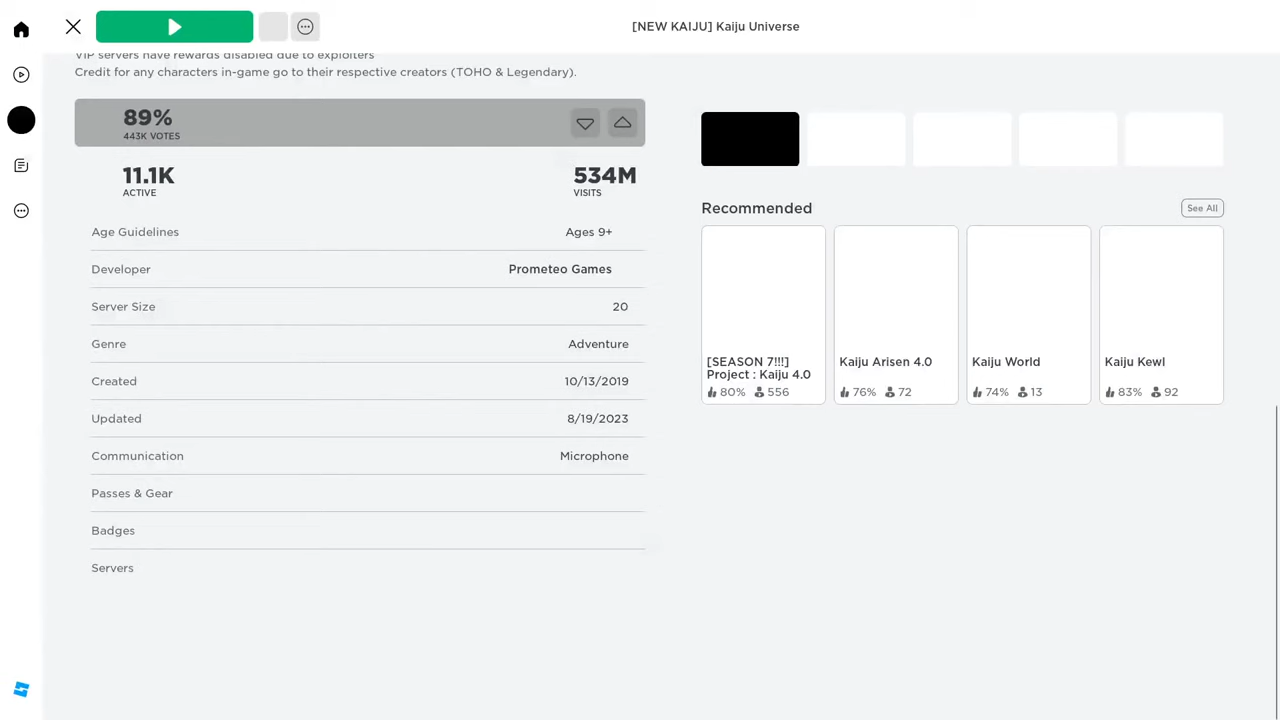 [NEW KAIJU] Kaiju Universe
VIP servers have rewards disabled due to exploiters
Credit for any characters in-game go to their respective creators (TOHO & Legendary).
89%
443K VOTES
11.1K
ACTIVE
534M
VISITS
Age Guidelines
Ages 9+
Developer
Prometeo Games
Server Size
20
Genre
Adventure
Created
10/13/2019
Updated
8/19/2023
Communication
Microphone
Passes & Gear
Badges
Servers
Recommended
See All
[SEASON 7!!!]
Project : Kaiju 4.0
80% 556
Kaiju Arisen 4.0
76% 72
Kaiju World
74% 13
Kaiju Kewl
83% 92